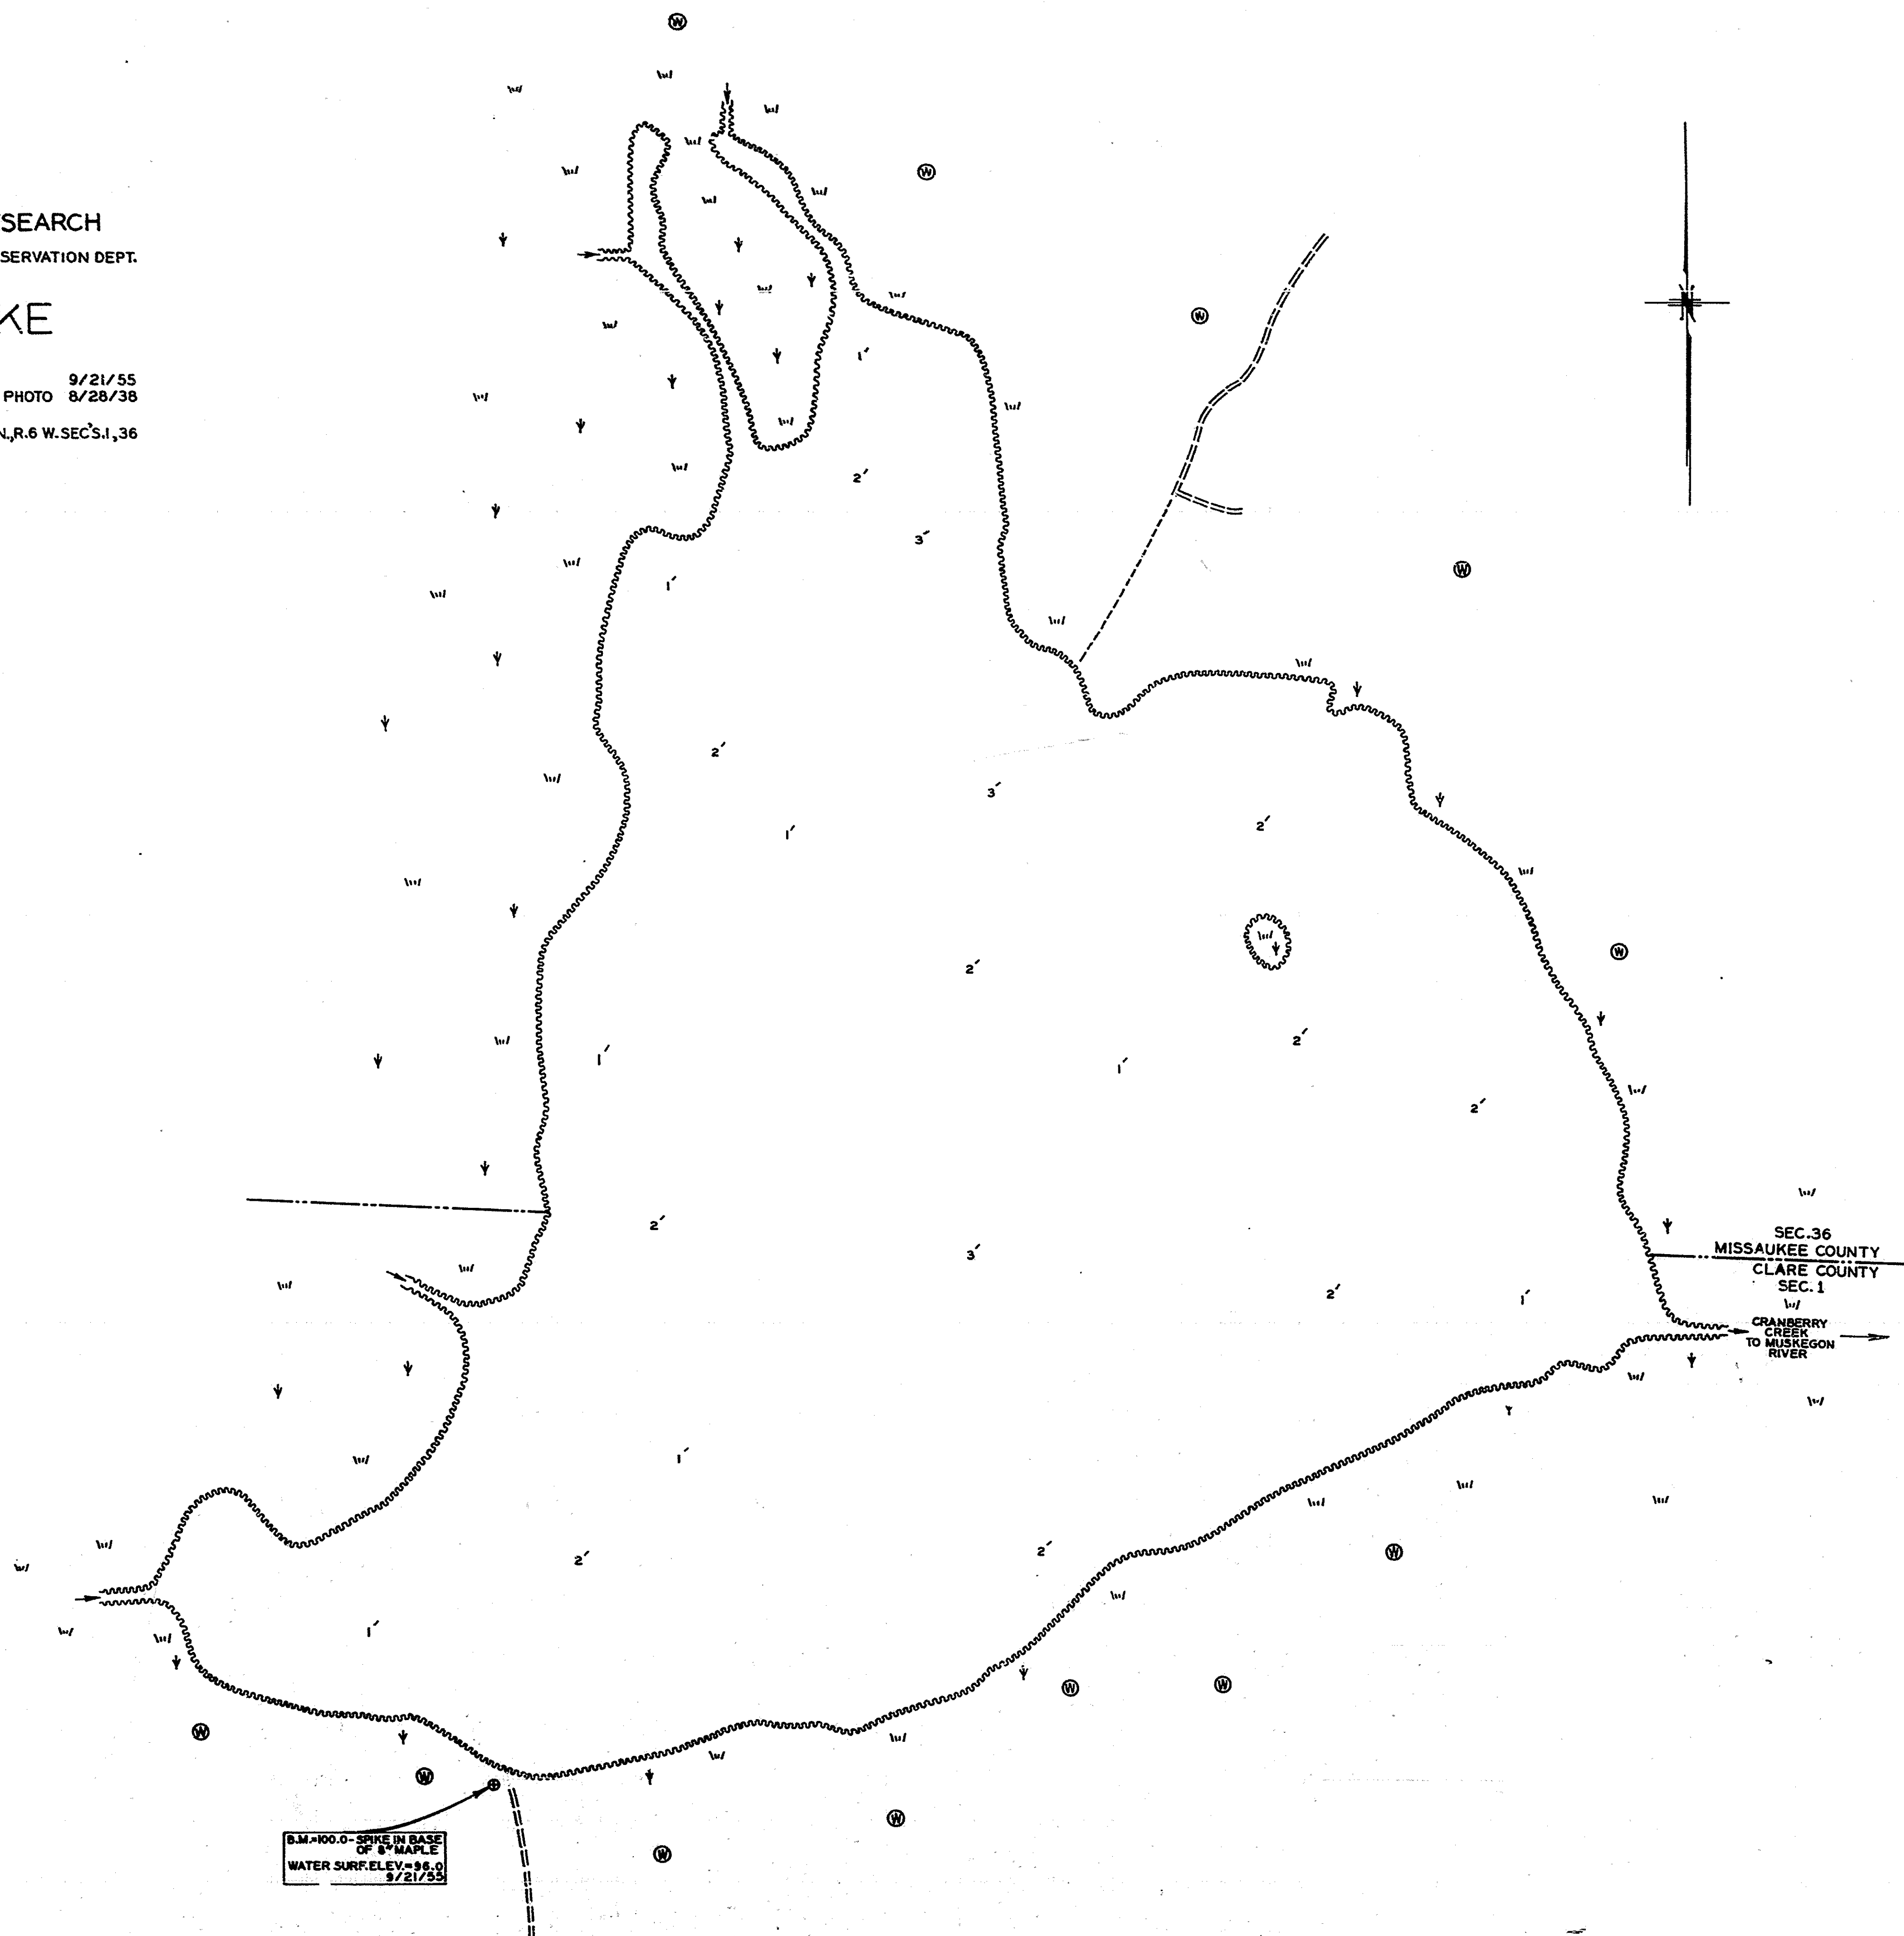 SEARCH
SERVATION DEPT.
KE
9/21/55
PHOTO 8/28/38
N.,R.6 W.SEC'S.1,36
W
W
W
W
W
N
1'
2'
3'
1'
2'
3'
1'
2'
2'
2'
1'
1'
2'
2'
3'
2'
1'
SEC.36
MISSAUKEE COUNTY
CLARE COUNTY
SEC.1
CRANBERRY
CREEK
TO MUSKEGON
RIVER
1'
2'
2'
W
1'
W
W
W
W
W
W
B.M.=100.0-SPIKE IN BASE
OF 8" MAPLE
WATER SURF.ELEV.=96.0
9/21/55